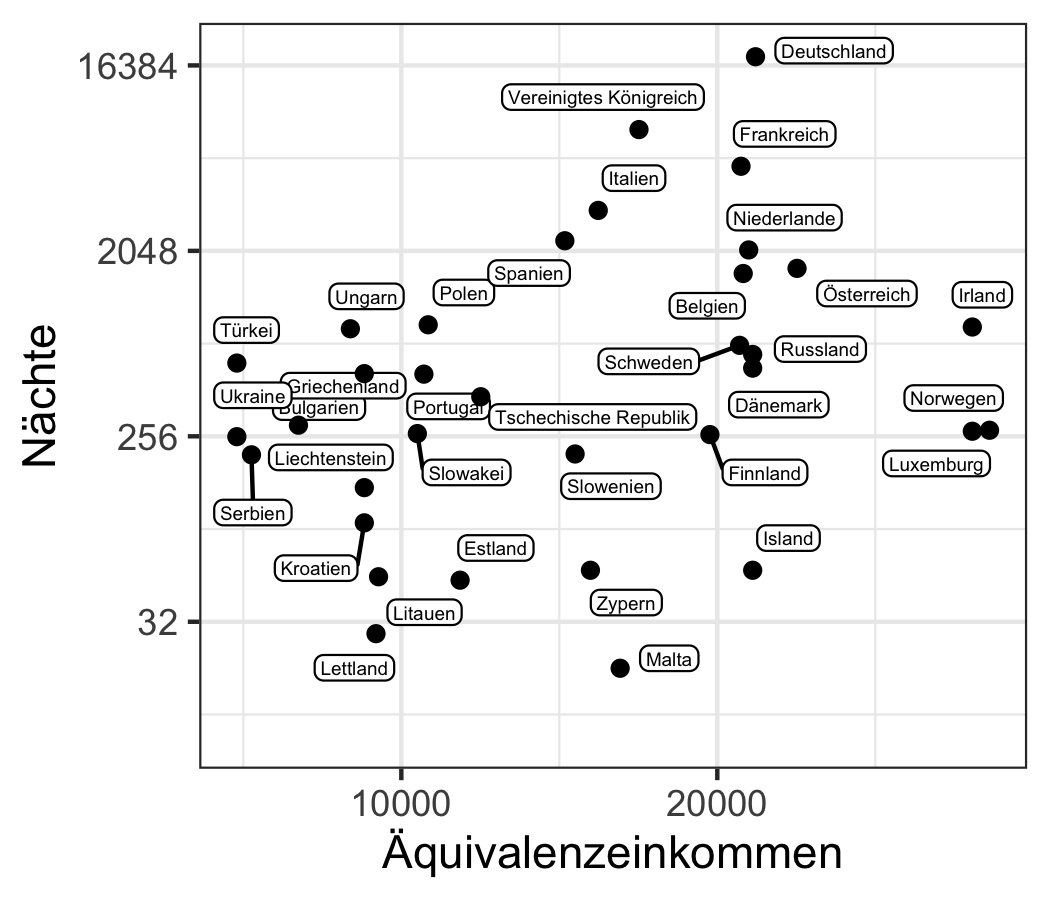 16384
Deutschland
Vereinigtes Königreich
Frankreich
Italien
Niederlande
2048
Spanien
Polen
Österreich
Ungarn
Belgien
Irland
Türkei
Schweden
Russland
Griechenland
Ukraine
Bulgarien
Portugal
Tschechische Republik
Dänemark
Norwegen
256
Liechtenstein
Slowakei
Slowenien
Finnland
Luxemburg
Serbien
Island
Estland
Kroatien
Zypern
Litauen
32
Lettland
Malta
Nächte
10000
20000
Äquivalenzeinkommen